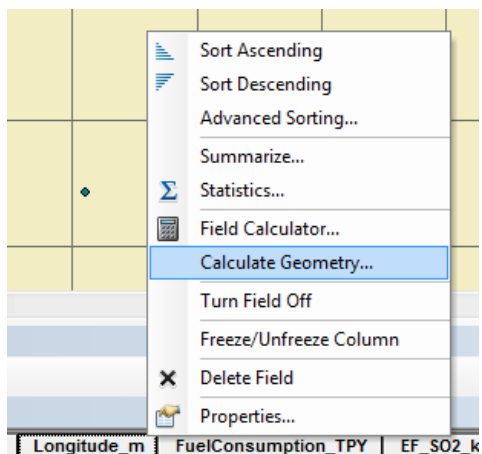 Sort Ascending
Sort Descending
Advanced Sorting...
Summarize...
Σ Statistics...
Field Calculator...
Calculate Geometry...
Turn Field Off
Freeze/Unfreeze Column
Delete Field
Properties...
Longitude_m FuelConsumption_TPY EF_SO2_k